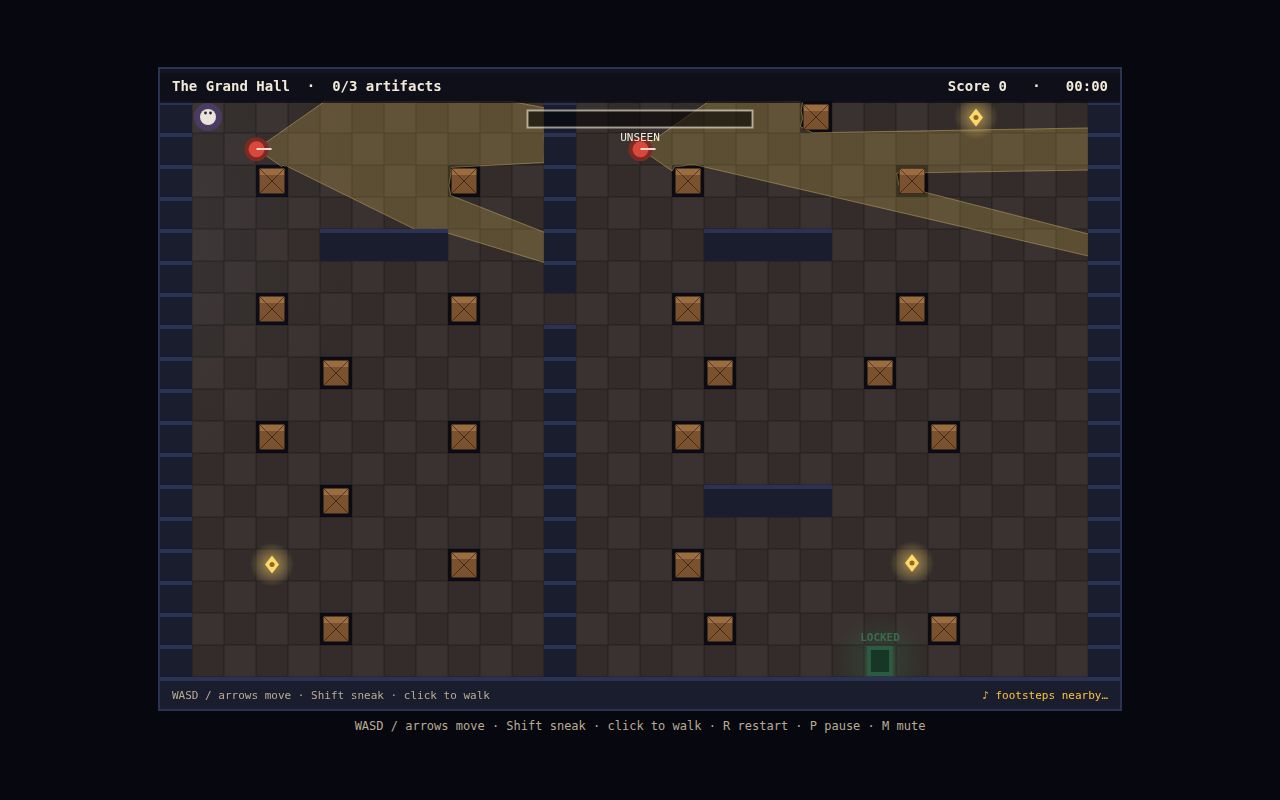 The Grand Hall · 0/3 artifacts
Score 0 · 00:00
UNSEEN
LOCKED
WASD / arrows move · Shift sneak · click to walk
♪ footsteps nearby…
WASD / arrows move · Shift sneak · click to walk · R restart · P pause · M mute